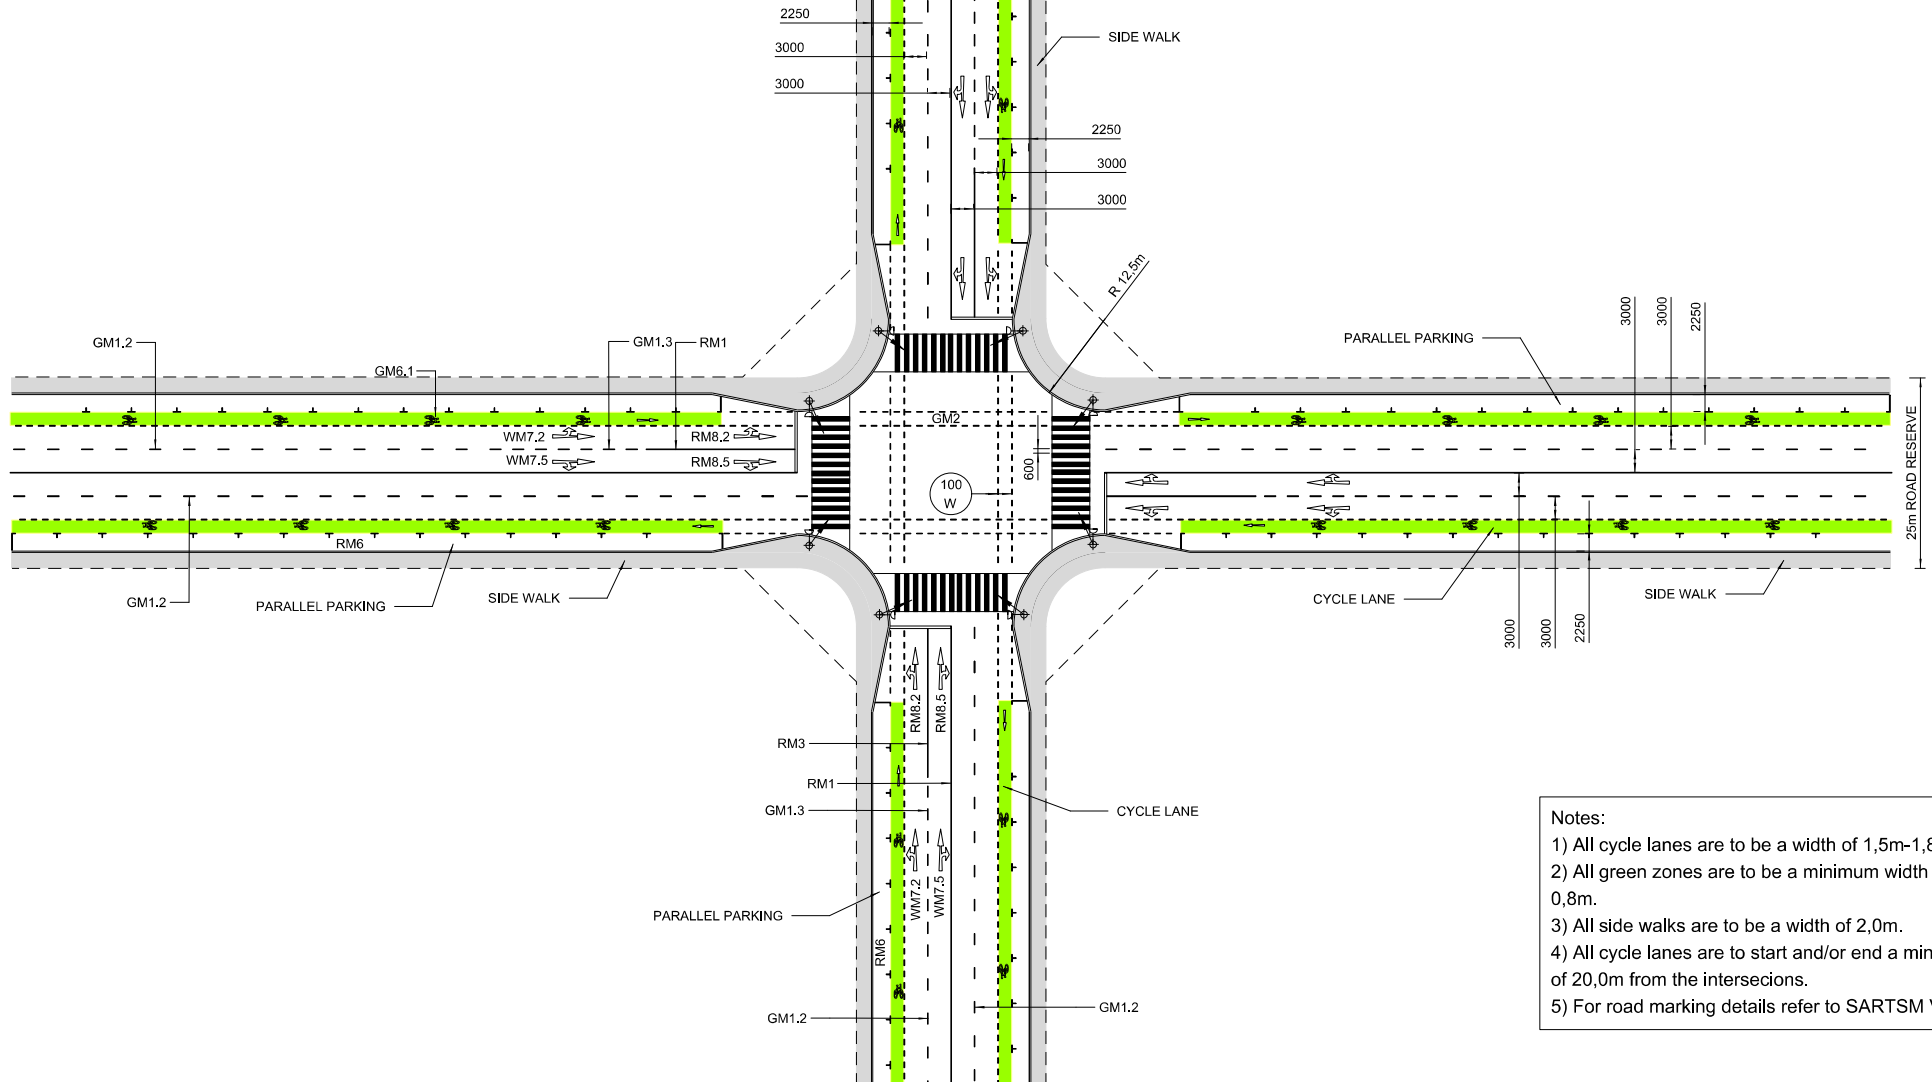 2250
3000
3000
SIDE WALK
2250
3000
3000
R 12,5m
3000
3000
2250
PARALLEL PARKING
GM1.2
GM6.1
GM1.3
RM1
GM2
WM7.2
RM8.2
WM7.5
RM8.5
600
100
W
25m ROAD RESERVE
RM6
GM1.2
PARALLEL PARKING
SIDE WALK
CYCLE LANE
SIDE WALK
3000
3000
2250
RM8.2
RM8.5
RM3
RM1
GM1.3
CYCLE LANE
WM7.2
WM7.5
PARALLEL PARKING
RM6
GM1.2
GM1.2
Notes:
1) All cycle lanes are to be a width of 1,5m-1,8
2) All green zones are to be a minimum width
0,8m.
3) All side walks are to be a width of 2,0m.
4) All cycle lanes are to start and/or end a min
of 20,0m from the intersecions.
5) For road marking details refer to SARTSM V